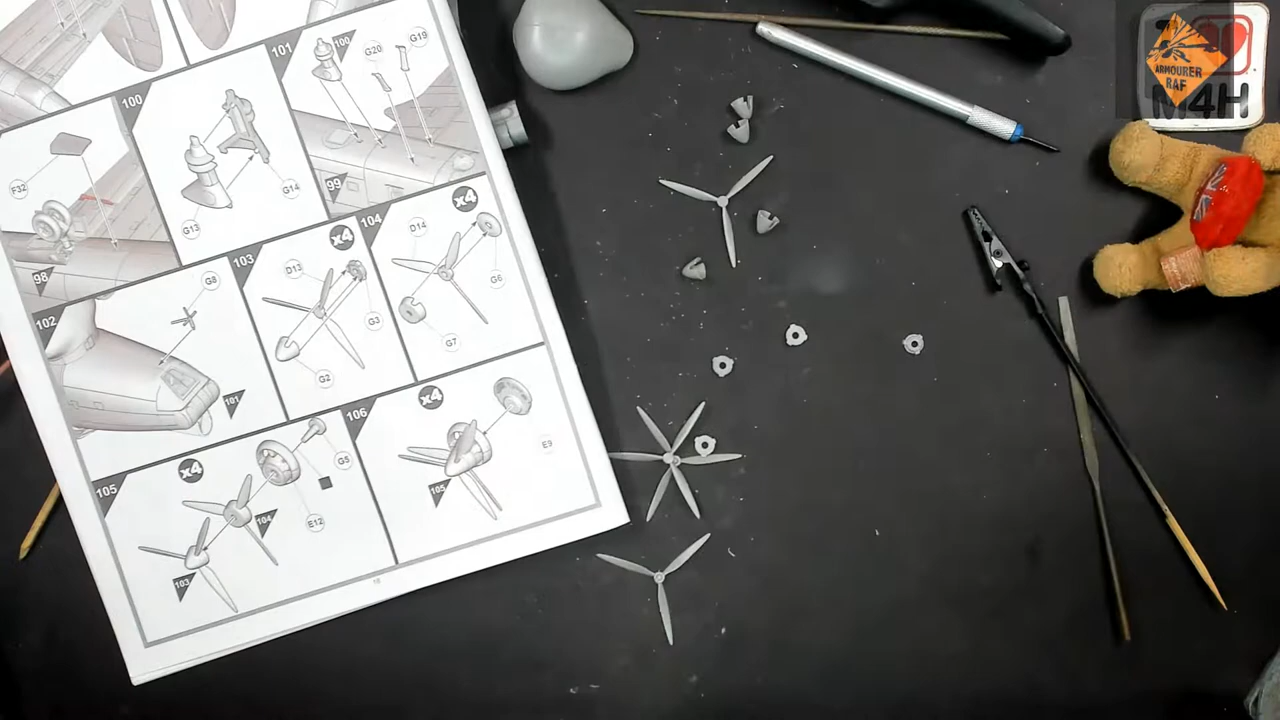 100
F32
98
G13
G14
101
100
G20
G19
99
102
G8
101
103
x4
D13
G3
G2
104
x4
D14
G6
G7
105
x4
G5
104
E12
103
106
x4
105
E9
ARMOURER
RAF
M4H